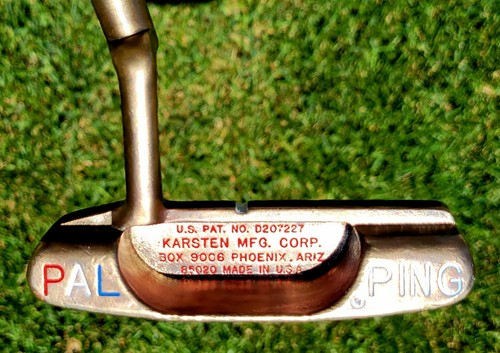 U.S. PAT. NO. D207227
KARSTEN MFG. CORP.
BOX 9006 PHOENIX, ARIZ
85020 MADE IN U.S.A.
PAL PING
®